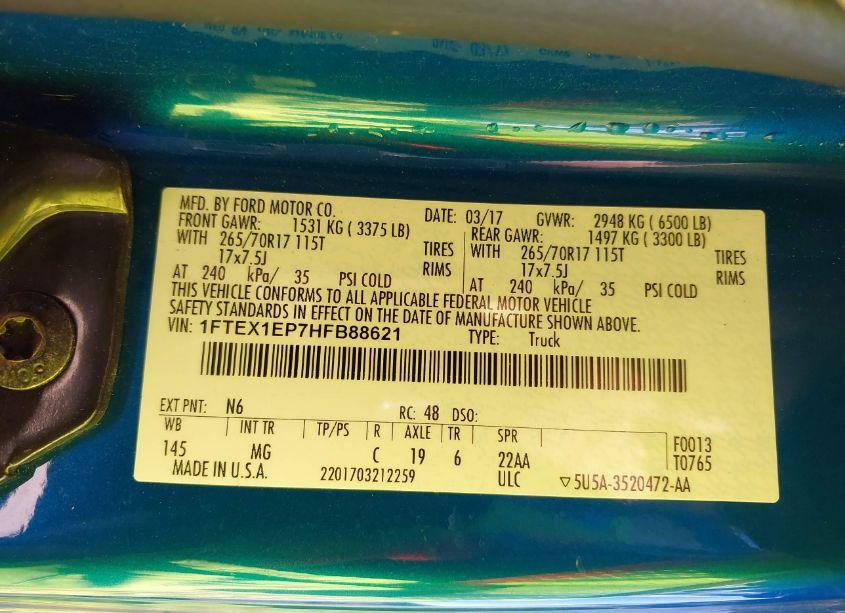 MFD. BY FORD MOTOR CO. DATE: 03/17 GVWR: 2948 KG ( 6500 LB)
FRONT GAWR: 1531 KG ( 3375 LB) REAR GAWR: 1497 KG ( 3300 LB)
WITH 265/70R17 115T TIRES WITH 265/70R17 115T TIRES
17x7.5J RIMS 17x7.5J RIMS
AT 240 kPa/ 35 PSI COLD AT 240 kPa/ 35 PSI COLD
THIS VEHICLE CONFORMS TO ALL APPLICABLE FEDERAL MOTOR VEHICLE
SAFETY STANDARDS IN EFFECT ON THE DATE OF MANUFACTURE SHOWN ABOVE.
VIN: 1FTEX1EP7HFB88621 TYPE: Truck
EXT PNT: N6 RC: 48 DSO:
WB INT TR TP/PS R AXLE TR SPR F0013
145 MG C 19 6 22AA T0765
MADE IN U.S.A. 2201703212259 ULC ▽5U5A-3520472-AA